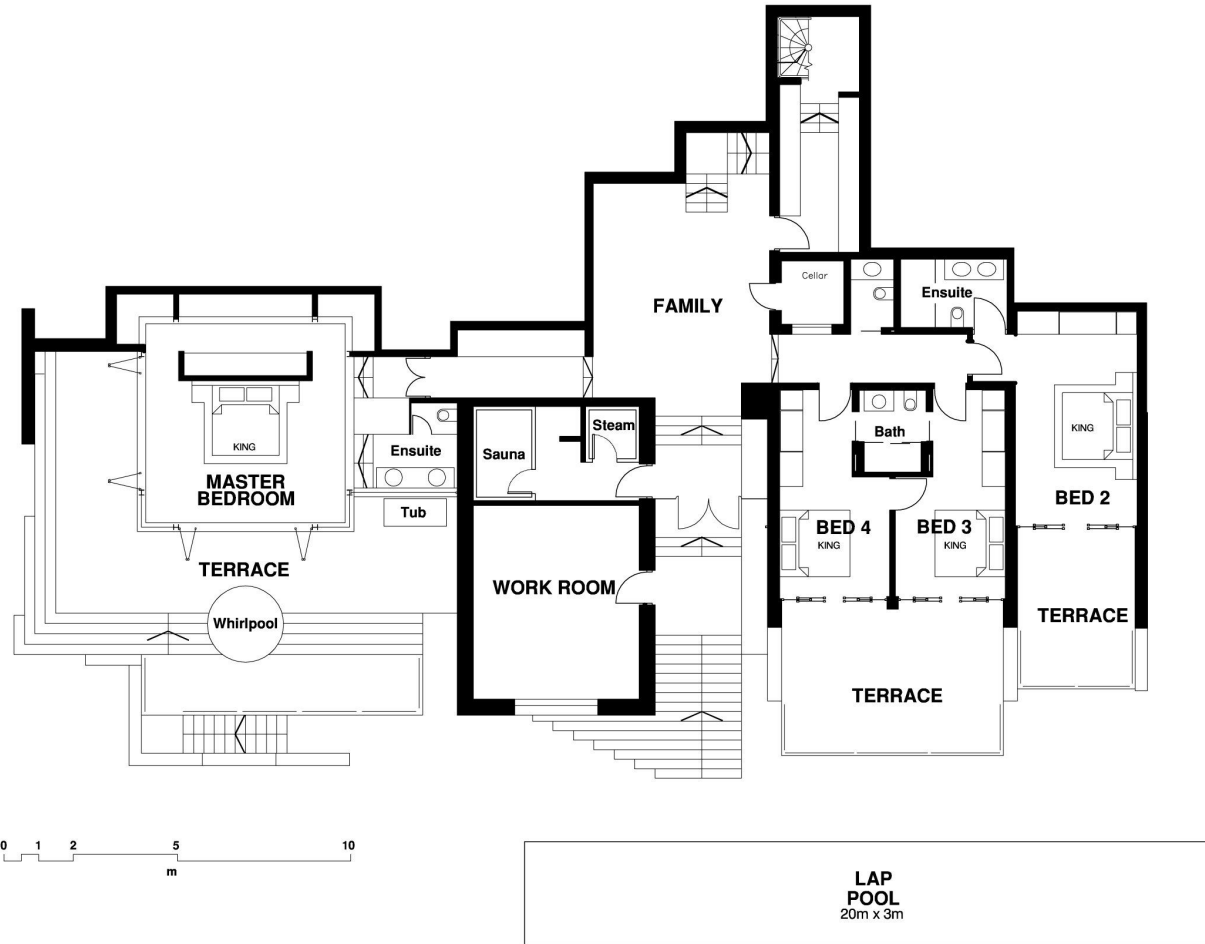 Cellar
Ensuite
FAMILY
KING
Steam
Bath
Sauna
Ensuite
KING
MASTER
BEDROOM
BED 2
Tub
BED 4
KING
BED 3
KING
TERRACE
WORK ROOM
TERRACE
Whirlpool
TERRACE
0 1 2 5 10
m
LAP
POOL
20m x 3m